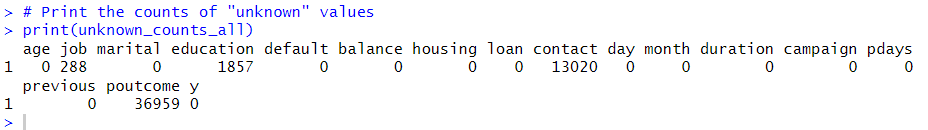 > # Print the counts of "unknown" values
> print(unknown_counts_all)
  age job marital education default balance housing loan contact day month duration campaign pdays
1   0 288       0      1857       0       0       0    0   13020   0     0        0        0     0
  previous poutcome y
1        0    36959 0
>